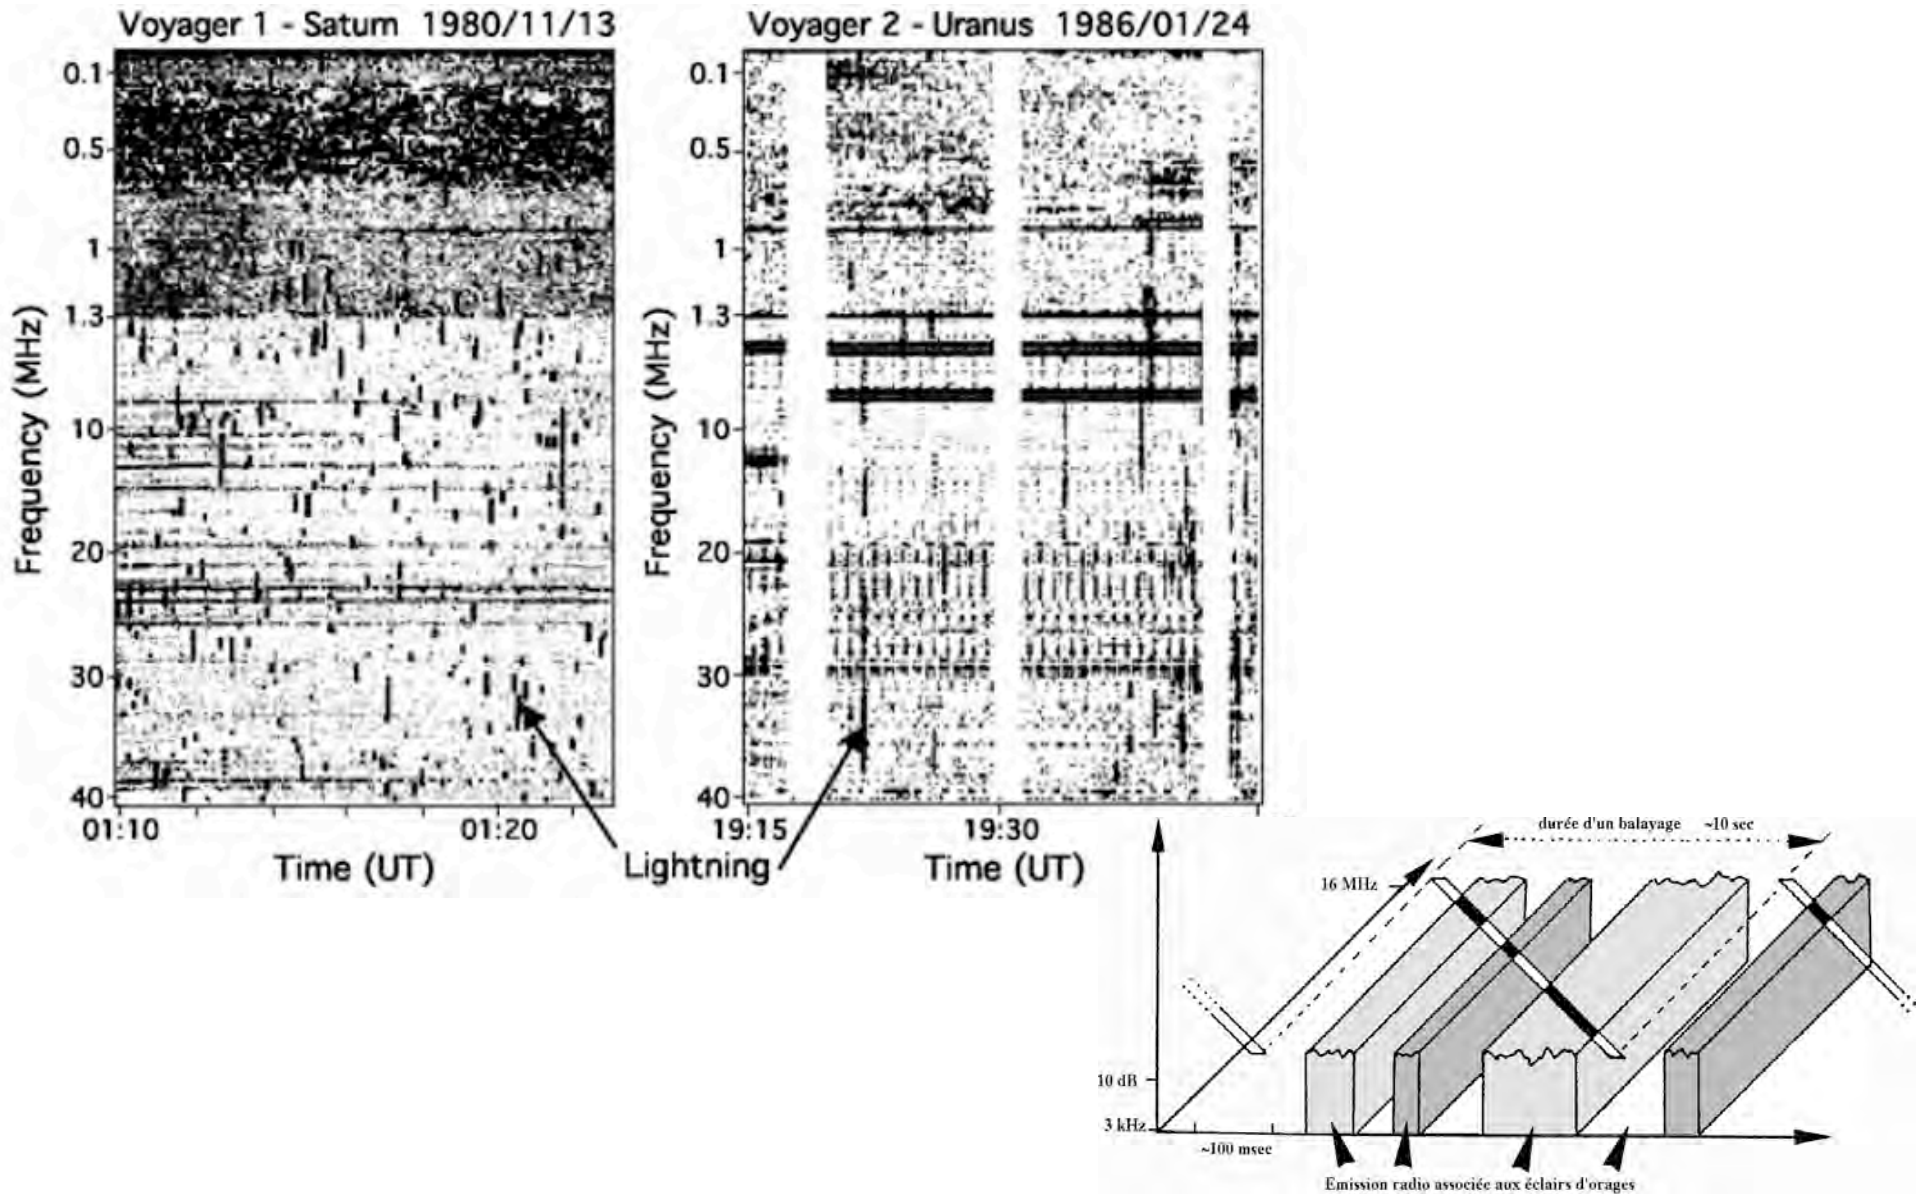 Voyager 1 - Saturn 1980/11/13
Frequency (MHz)
0.1
0.5
1
1.3
10
20
30
40
01:10
01:20
Time (UT)
Voyager 2 - Uranus 1986/01/24
Frequency (MHz)
0.1
0.5
1
1.3
10
20
30
40
19:15
19:30
Time (UT)
Lightning
durée d'un balayage ~10 sec
16 MHz
10 dB
3 kHz
~100 msec
Emission radio associée aux éclairs d'orages